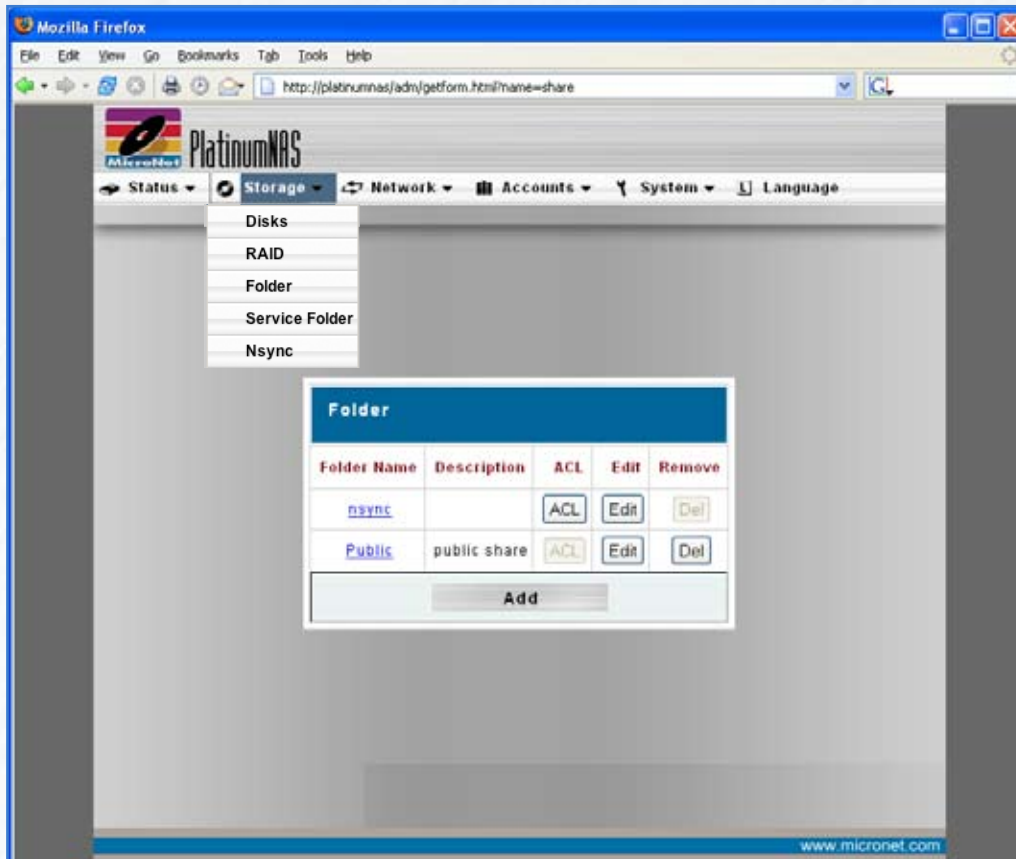 Mozilla Firefox
File Edit View Go Bookmarks Tab Tools Help
http://platinumnas/adm/getform.html?name=share
G
MicroNet PlatinumNAS
Status Storage Network Accounts System Language
Disks
RAID
Folder
Service Folder
Nsync
Folder
Folder Name Description ACL Edit Remove
nsync ACL Edit Del
Public public share ACL Edit Del
Add
www.micronet.com